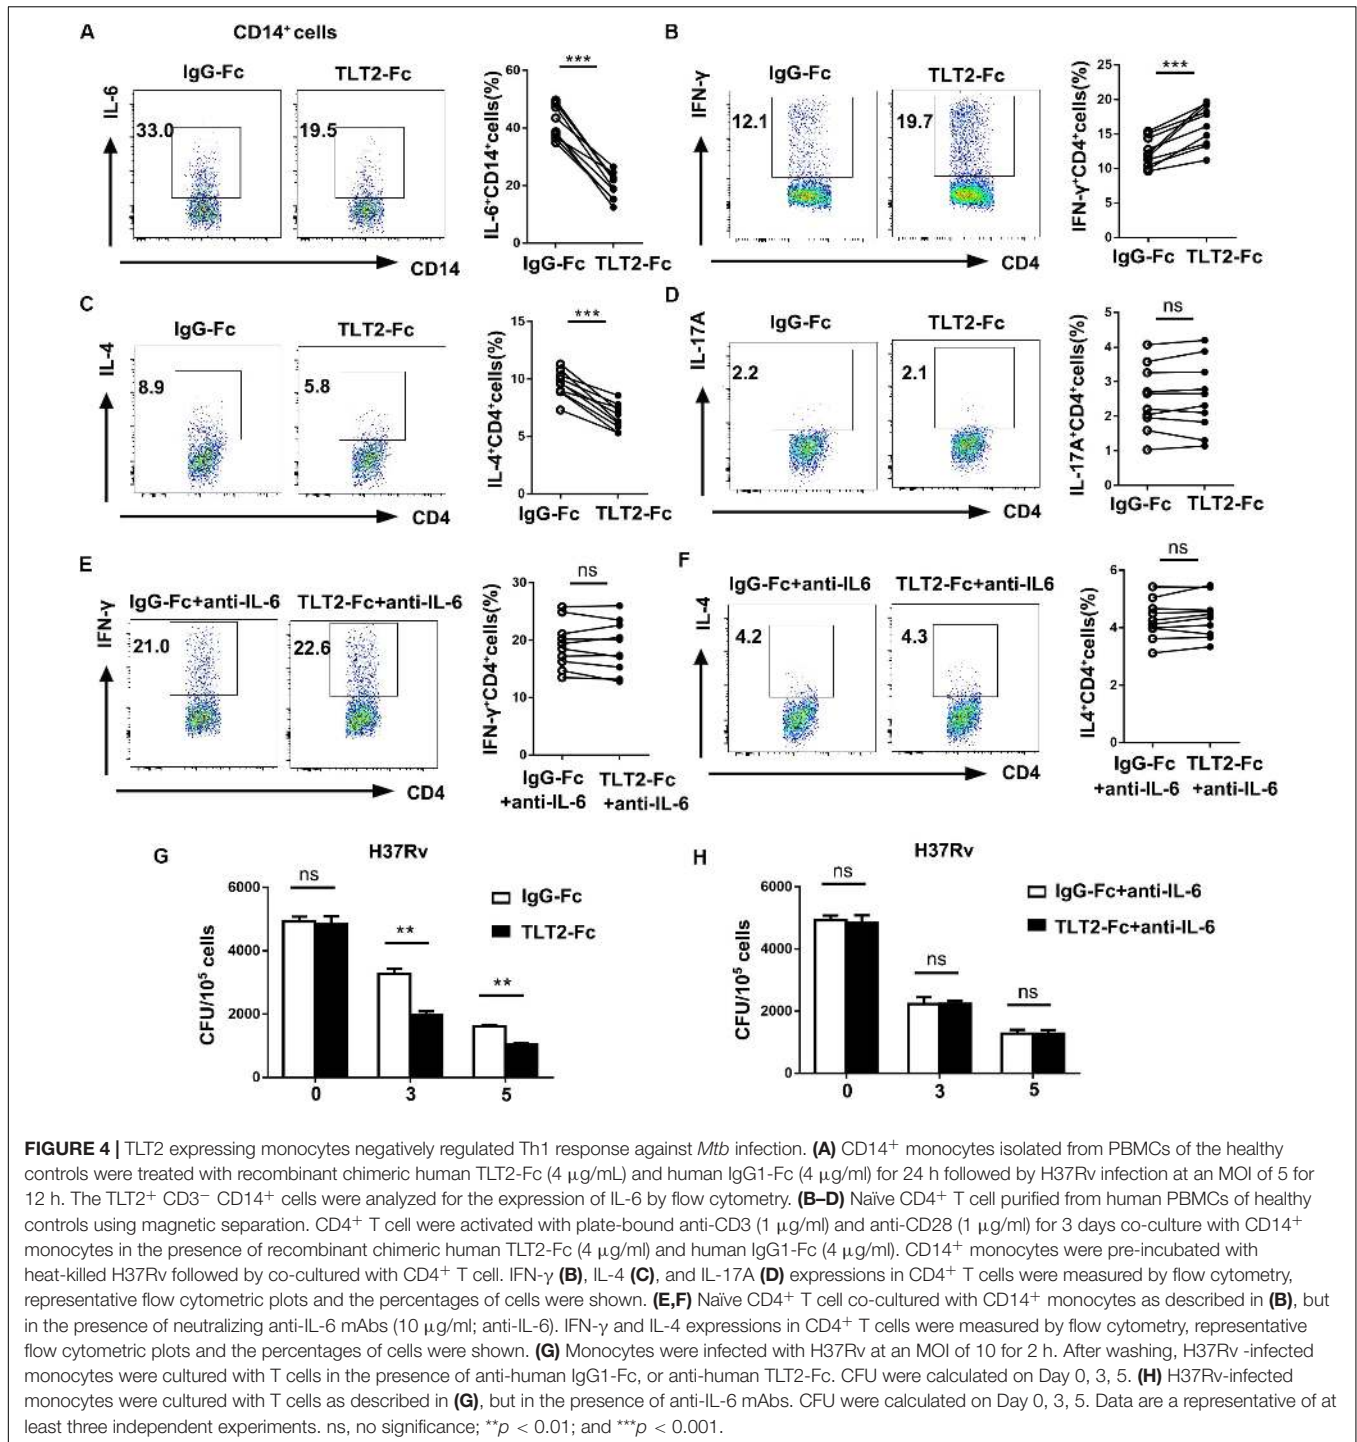 A
CD14+ cells
IgG-Fc
TLT2-Fc
IL-6
33.0
19.5
CD14
***
IL-6+CD14+cells(%)
60
40
20
0
IgG-Fc TLT2-Fc
B
IgG-Fc
TLT2-Fc
IFN-γ
12.1
19.7
CD4
***
IFN-γ+CD4+cells(%)
25
20
15
10
5
0
IgG-Fc TLT2-Fc
C
IgG-Fc
TLT2-Fc
IL-4
8.9
5.8
CD4
***
IL-4+CD4+cells(%)
15
10
5
0
IgG-Fc TLT2-Fc
D
IgG-Fc
TLT2-Fc
IL-17A
2.2
2.1
CD4
ns
IL-17A+CD4+cells(%)
5
4
3
2
1
0
IgG-Fc TLT2-Fc
E
IgG-Fc+anti-IL-6 TLT2-Fc+anti-IL-6
IFN-γ
21.0
22.6
CD4
ns
IFN-γ+CD4+cells(%)
30
20
10
0
IgG-Fc TLT2-Fc
+anti-IL-6 +anti-IL-6
F
IgG-Fc+anti-IL6 TLT2-Fc+anti-IL6
IL-4
4.2
4.3
CD4
ns
IL4+CD4+cells(%)
6
4
2
0
IgG-Fc TLT2-Fc
+anti-IL-6 +anti-IL-6
G
H37Rv
CFU/10⁵ cells
6000
4000
2000
0
ns
**
**
IgG-Fc
TLT2-Fc
0 3 5
H
H37Rv
CFU/10⁵ cells
6000
4000
2000
0
ns
ns
ns
IgG-Fc+anti-IL-6
TLT2-Fc+anti-IL-6
0 3 5
FIGURE 4 | TLT2 expressing monocytes negatively regulated Th1 response against Mtb infection. (A) CD14+ monocytes isolated from PBMCs of the healthy
controls were treated with recombinant chimeric human TLT2-Fc (4 μg/mL) and human IgG1-Fc (4 μg/ml) for 24 h followed by H37Rv infection at an MOI of 5 for
12 h. The TLT2+ CD3− CD14+ cells were analyzed for the expression of IL-6 by flow cytometry. (B–D) Naïve CD4+ T cell purified from human PBMCs of healthy
controls using magnetic separation. CD4+ T cell were activated with plate-bound anti-CD3 (1 μg/ml) and anti-CD28 (1 μg/ml) for 3 days co-culture with CD14+
monocytes in the presence of recombinant chimeric human TLT2-Fc (4 μg/ml) and human IgG1-Fc (4 μg/ml). CD14+ monocytes were pre-incubated with
heat-killed H37Rv followed by co-cultured with CD4+ T cell. IFN-γ (B), IL-4 (C), and IL-17A (D) expressions in CD4+ T cells were measured by flow cytometry,
representative flow cytometric plots and the percentages of cells were shown. (E,F) Naïve CD4+ T cell co-cultured with CD14+ monocytes as described in (B), but
in the presence of neutralizing anti-IL-6 mAbs (10 μg/ml; anti-IL-6). IFN-γ and IL-4 expressions in CD4+ T cells were measured by flow cytometry, representative
flow cytometric plots and the percentages of cells were shown. (G) Monocytes were infected with H37Rv at an MOI of 10 for 2 h. After washing, H37Rv -infected
monocytes were cultured with T cells in the presence of anti-human IgG1-Fc, or anti-human TLT2-Fc. CFU were calculated on Day 0, 3, 5. (H) H37Rv-infected
monocytes were cultured with T cells as described in (G), but in the presence of anti-IL-6 mAbs. CFU were calculated on Day 0, 3, 5. Data are a representative of at
least three independent experiments. ns, no significance; **p < 0.01; and ***p < 0.001.